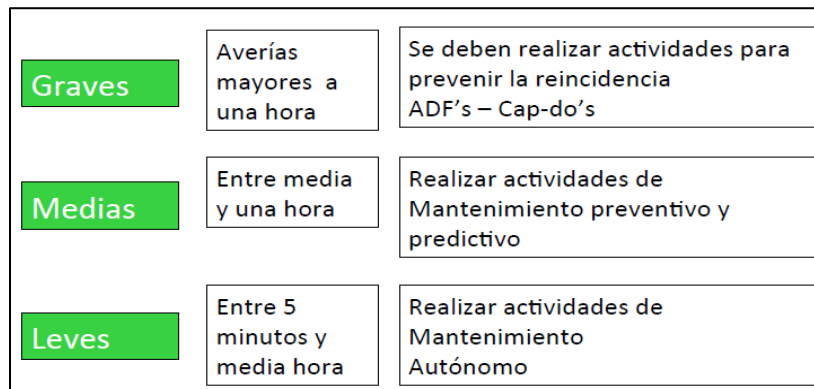 Graves
Averías
mayores a
una hora
Se deben realizar actividades para
prevenir la reincidencia
ADF's – Cap-do's
Medias
Entre media
y una hora
Realizar actividades de
Mantenimiento preventivo y
predictivo
Leves
Entre 5
minutos y
media hora
Realizar actividades de
Mantenimiento
Autónomo